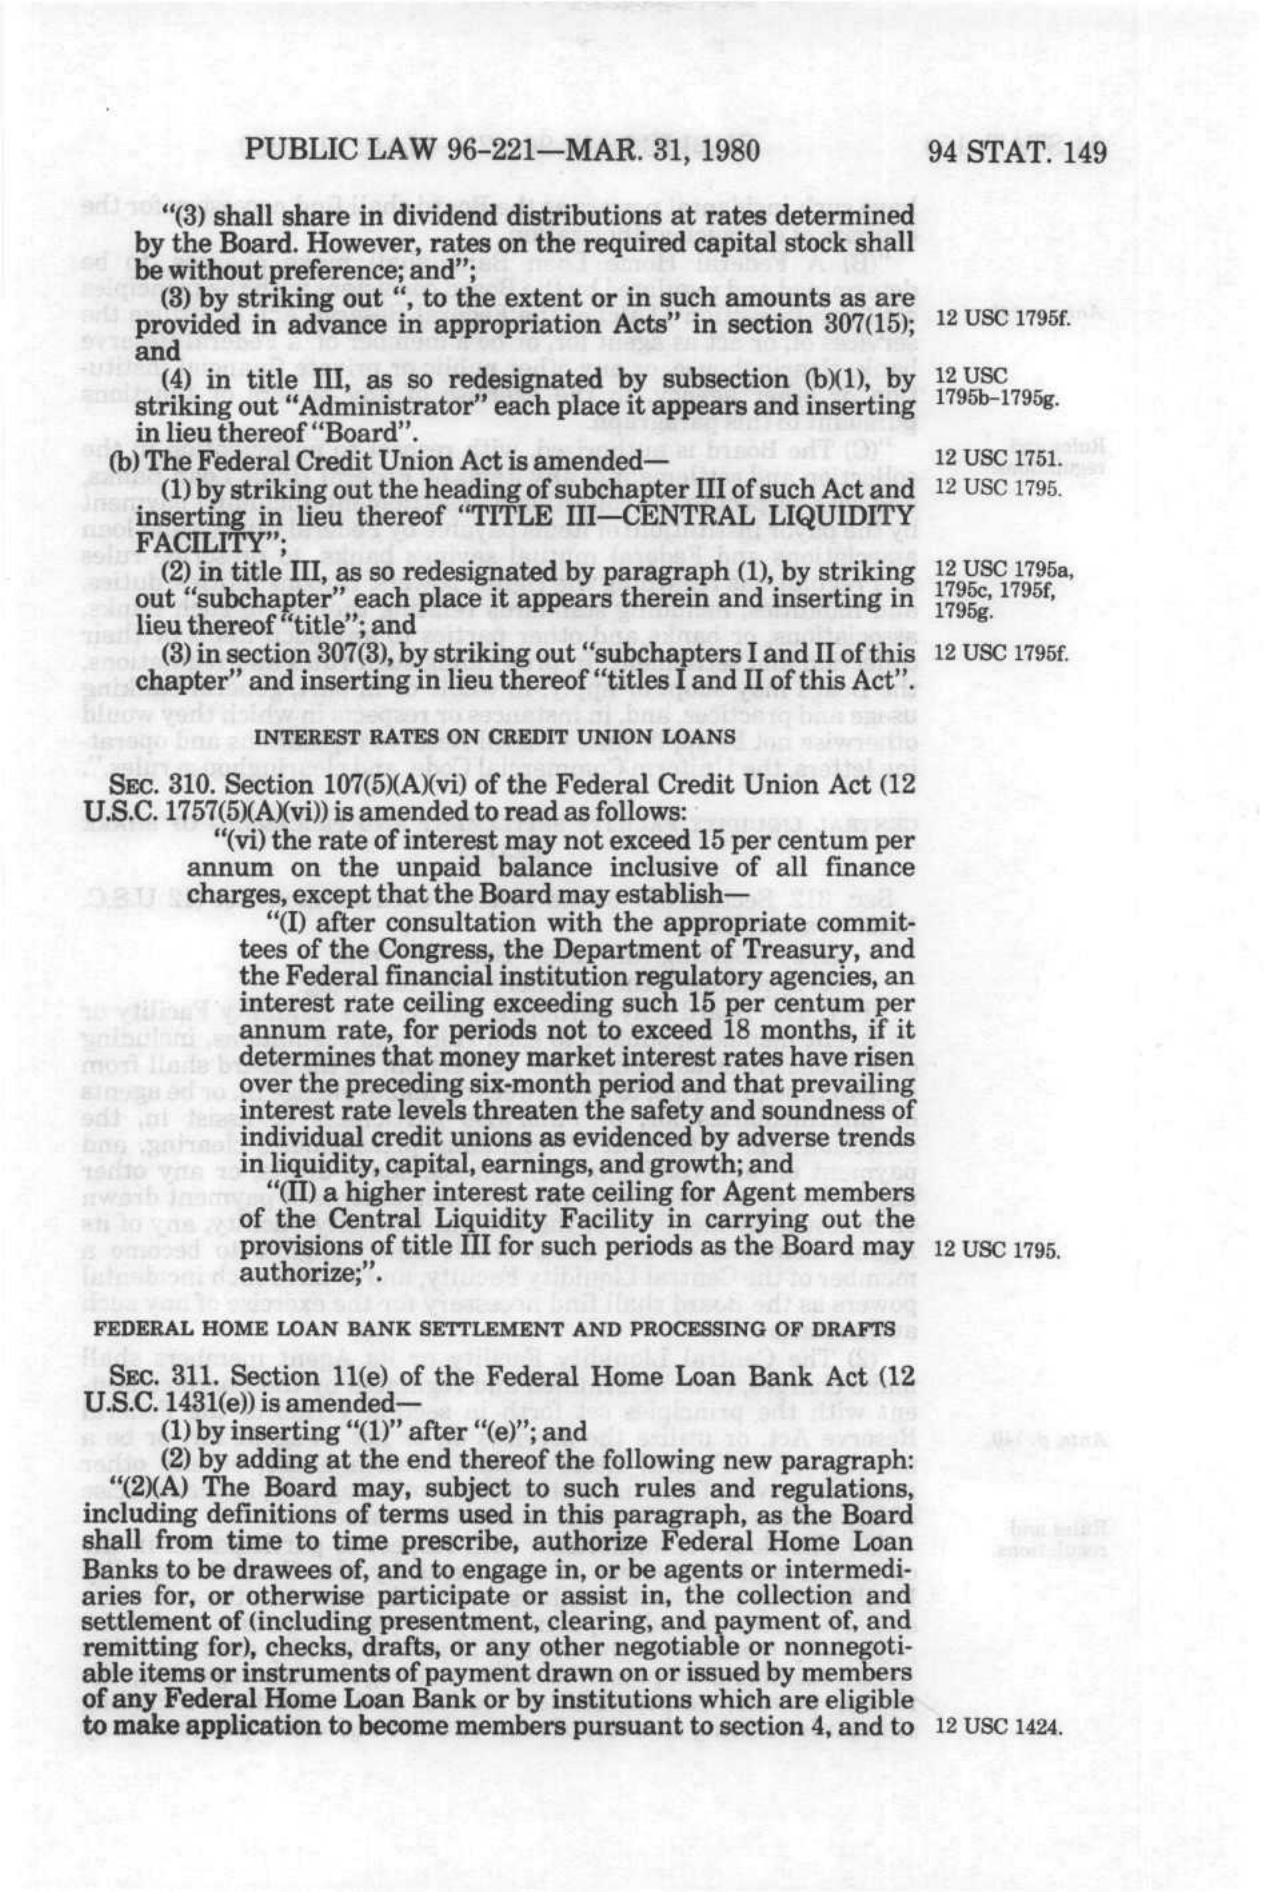 PUBLIC LAW 96-221—MAR. 31, 1980 94 STAT. 149
"(3) shall share in dividend distributions at rates determined
by the Board. However, rates on the required capital stock shall
be without preference; and";
(3) by striking out ", to the extent or in such amounts as are
provided in advance in appropriation Acts" in section 307(15); 12 USC 1795f.
and
(4) in title III, as so redesignated by subsection (b)(1), by 12 USC
striking out "Administrator" each place it appears and inserting 1795b-1795g.
in lieu thereof "Board".
(b) The Federal Credit Union Act is amended— 12 USC 1751.
(1) by striking out the heading of subchapter III of such Act and 12 USC 1795.
inserting in lieu thereof "TITLE III—CENTRAL LIQUIDITY
FACILITY";
(2) in title III, as so redesignated by paragraph (1), by striking 12 USC 1795a,
out "subchapter" each place it appears therein and inserting in 1795c, 1795f,
lieu thereof "title"; and 1795g.
(3) in section 307(3), by striking out "subchapters I and II of this 12 USC 1795f.
chapter" and inserting in lieu thereof "titles I and II of this Act".
INTEREST RATES ON CREDIT UNION LOANS
SEC. 310. Section 107(5)(A)(vi) of the Federal Credit Union Act (12
U.S.C. 1757(5)(A)(vi)) is amended to read as follows:
"(vi) the rate of interest may not exceed 15 per centum per
annum on the unpaid balance inclusive of all finance
charges, except that the Board may establish—
"(I) after consultation with the appropriate commit-
tees of the Congress, the Department of Treasury, and
the Federal financial institution regulatory agencies, an
interest rate ceiling exceeding such 15 per centum per
annum rate, for periods not to exceed 18 months, if it
determines that money market interest rates have risen
over the preceding six-month period and that prevailing
interest rate levels threaten the safety and soundness of
individual credit unions as evidenced by adverse trends
in liquidity, capital, earnings, and growth; and
"(II) a higher interest rate ceiling for Agent members
of the Central Liquidity Facility in carrying out the
provisions of title III for such periods as the Board may 12 USC 1795.
authorize;".
FEDERAL HOME LOAN BANK SETTLEMENT AND PROCESSING OF DRAFTS
SEC. 311. Section 11(e) of the Federal Home Loan Bank Act (12
U.S.C. 1431(e)) is amended—
(1) by inserting "(1)" after "(e)"; and
(2) by adding at the end thereof the following new paragraph:
"(2)(A) The Board may, subject to such rules and regulations,
including definitions of terms used in this paragraph, as the Board
shall from time to time prescribe, authorize Federal Home Loan
Banks to be drawees of, and to engage in, or be agents or intermedi-
aries for, or otherwise participate or assist in, the collection and
settlement of (including presentment, clearing, and payment of, and
remitting for), checks, drafts, or any other negotiable or nonnegoti-
able items or instruments of payment drawn on or issued by members
of any Federal Home Loan Bank or by institutions which are eligible
to make application to become members pursuant to section 4, and to 12 USC 1424.